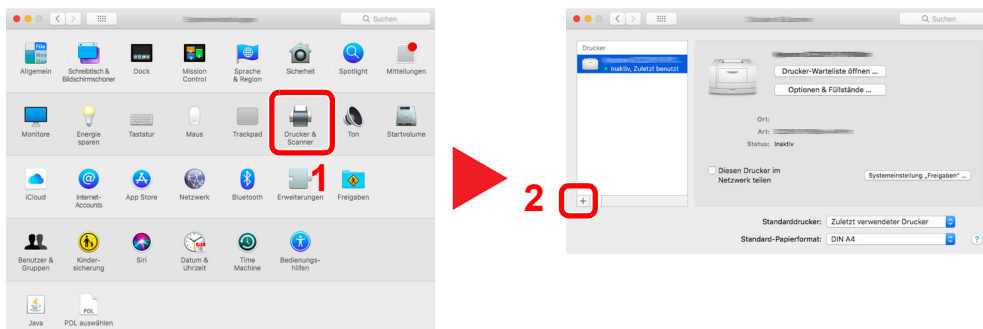 Suchen
Allgemein
Schreibtisch &
Bildschirmschoner
Dock
Mission
Control
Sprache
& Region
Sicherheit
Spotlight
Mitteilungen
Monitore
Energie
sparen
Tastatur
Maus
Trackpad
Drucker &
Scanner
Ton
Startvolume
1
iCloud
Internet-
Accounts
App Store
Netzwerk
Bluetooth
Erweiterungen
Freigaben
Benutzer &
Gruppen
Kinder-
sicherung
Siri
Datum &
Uhrzeit
Time
Machine
Bedienungs-
hilfen
PDL
Java
PDL auswählen
Suchen
Drucker
Inaktiv, Zuletzt benutzt
Drucker-Warteliste öffnen ...
Optionen & Füllstände ...
Ort:
Art:
Status: Inaktiv
Diesen Drucker im
Netzwerk teilen
Systemeinstellung „Freigaben“ ...
2
+
Standarddrucker: Zuletzt verwendeter Drucker
Standard-Papierformat: DIN A4
?